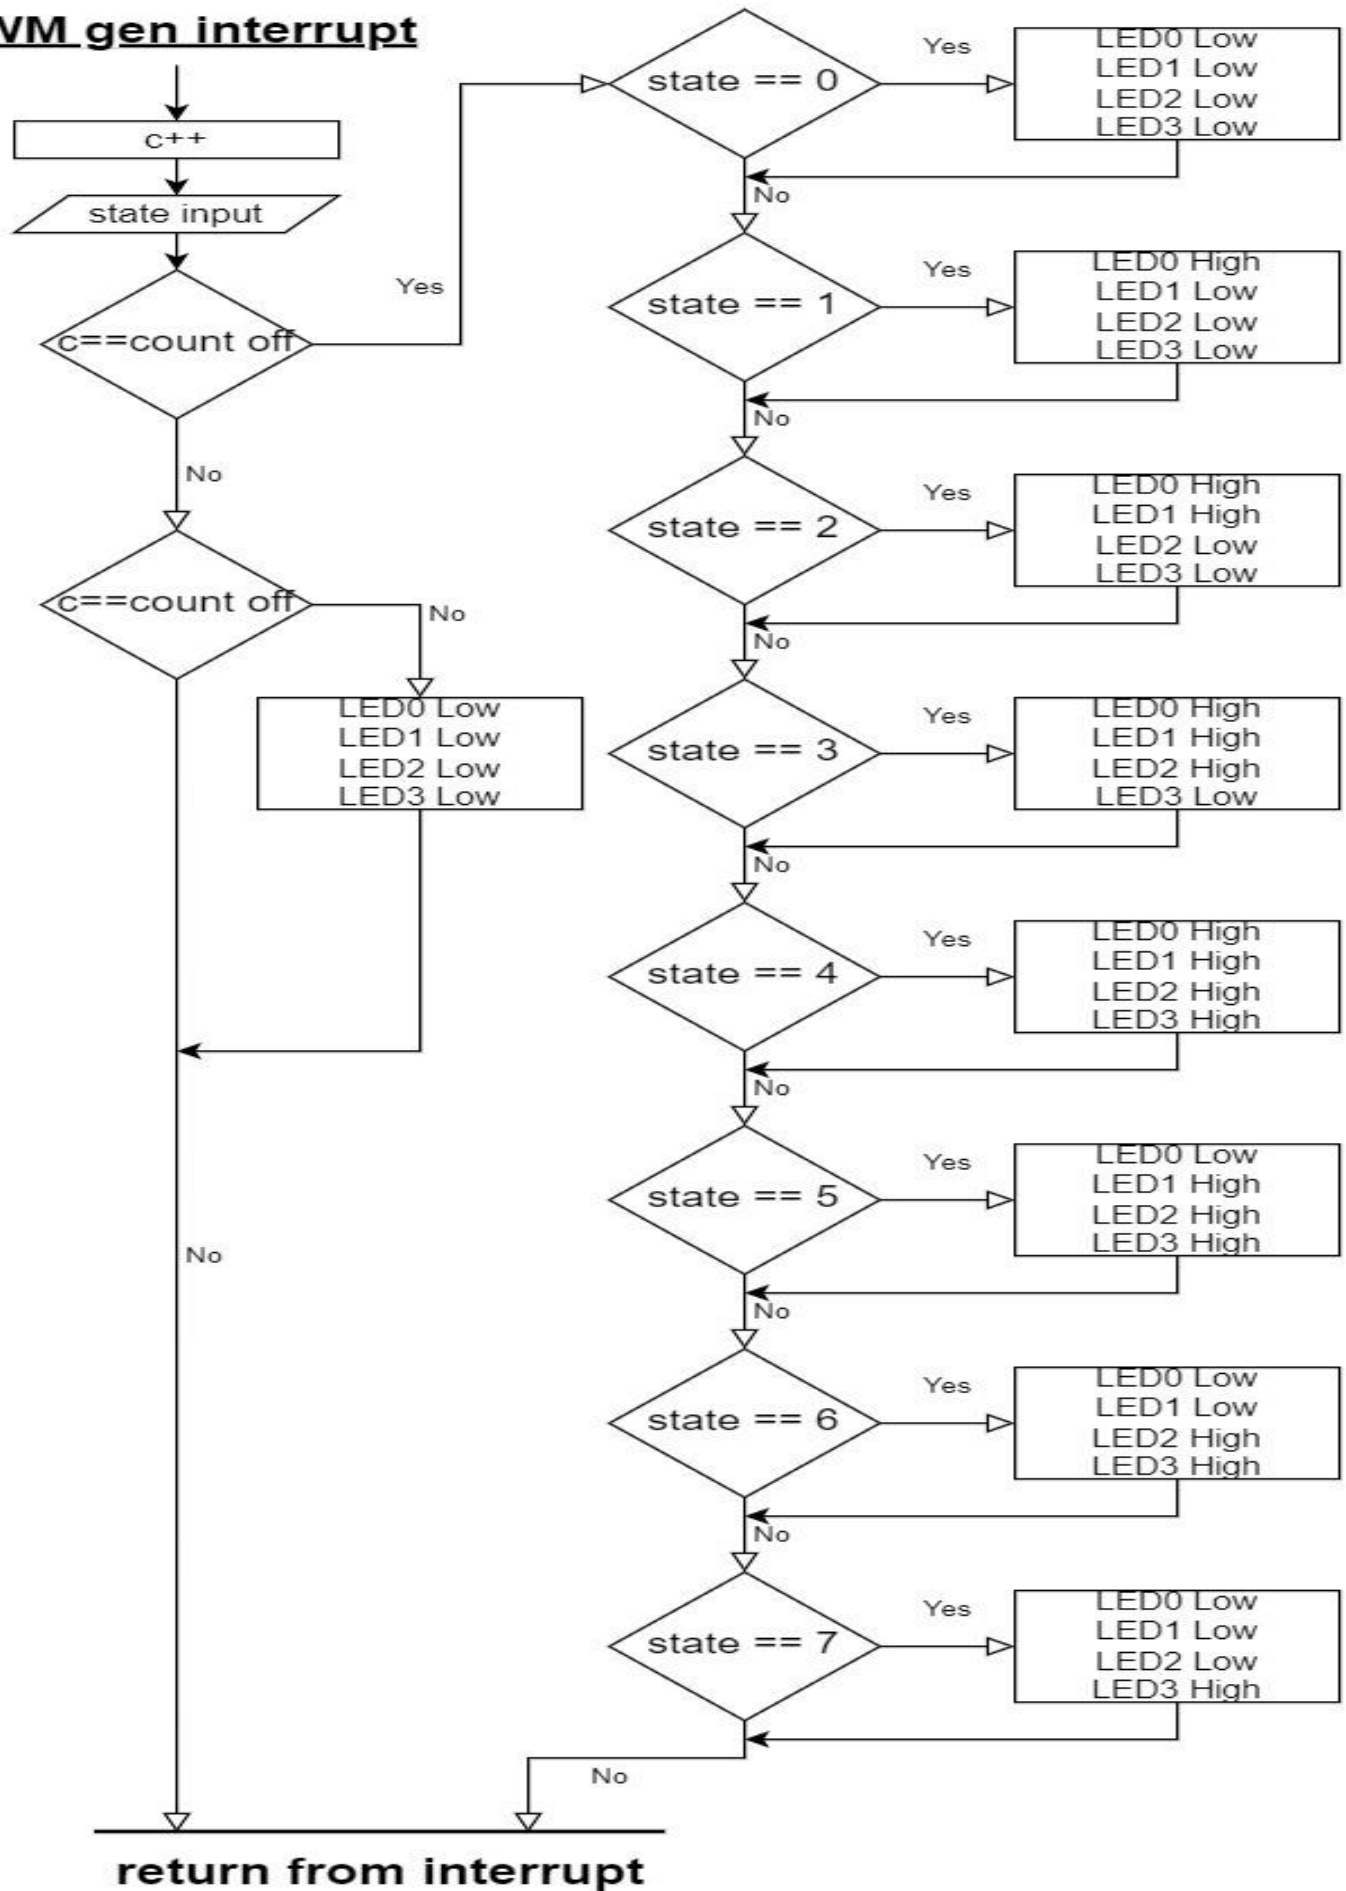 WM gen interrupt
c++
state input
c==count off
Yes
No
c==count off
No
LED0 Low
LED1 Low
LED2 Low
LED3 Low
No
state == 0
Yes
LED0 Low
LED1 Low
LED2 Low
LED3 Low
No
state == 1
Yes
LED0 High
LED1 Low
LED2 Low
LED3 Low
No
state == 2
Yes
LED0 High
LED1 High
LED2 Low
LED3 Low
No
state == 3
Yes
LED0 High
LED1 High
LED2 High
LED3 Low
No
state == 4
Yes
LED0 High
LED1 High
LED2 High
LED3 High
No
state == 5
Yes
LED0 Low
LED1 High
LED2 High
LED3 High
No
state == 6
Yes
LED0 Low
LED1 Low
LED2 High
LED3 High
No
state == 7
Yes
LED0 Low
LED1 Low
LED2 Low
LED3 High
No
return from interrupt